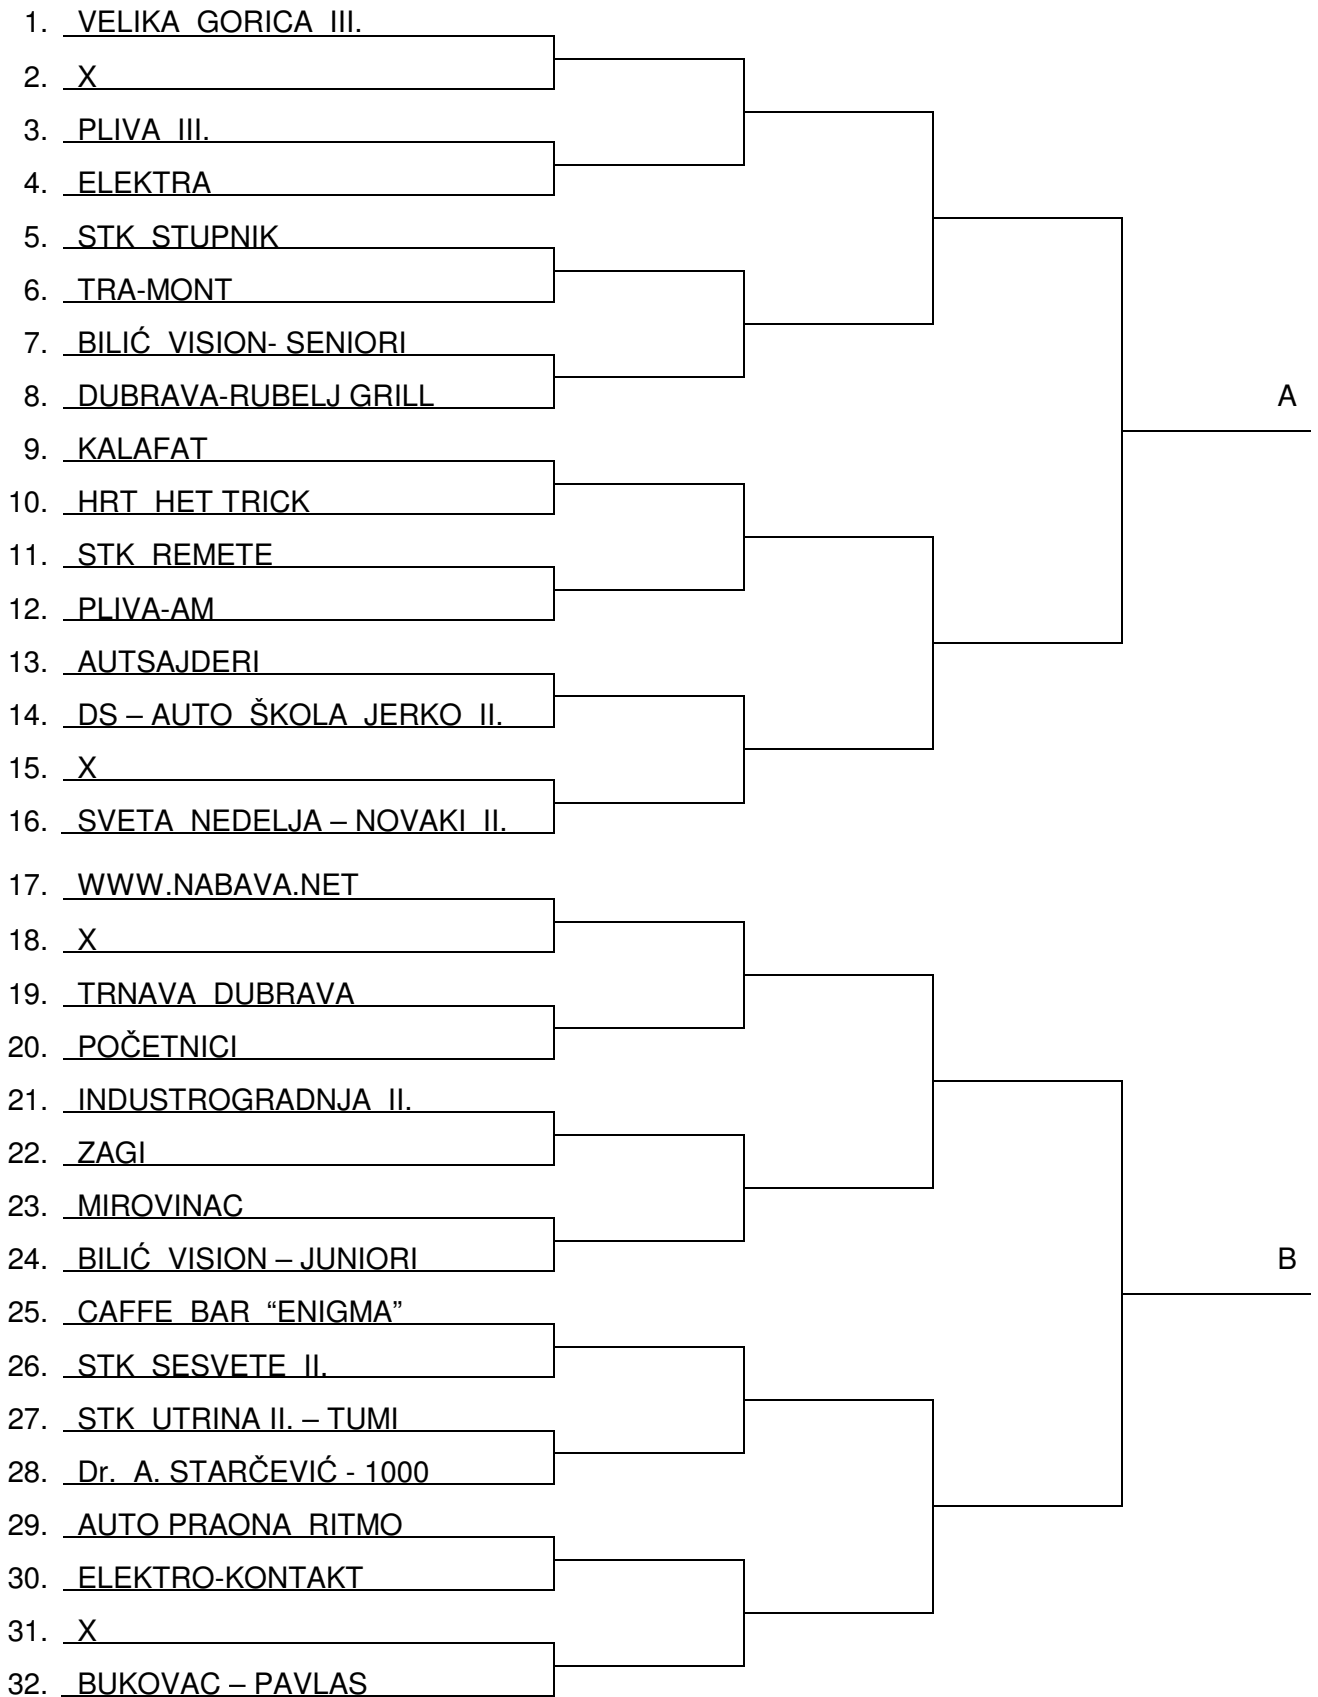 1. VELIKA GORICA III.
2. X
3. PLIVA III.
4. ELEKTRA
5. STK STUPNIK
6. TRA-MONT
7. BILIĆ VISION- SENIORI
8. DUBRAVA-RUBELJ GRILL
A
9. KALAFAT
10. HRT HET TRICK
11. STK REMETE
12. PLIVA-AM
13. AUTSAJDERI
14. DS – AUTO ŠKOLA JERKO II.
15. X
16. SVETA NEDELJA – NOVAKI II.
17. WWW.NABAVA.NET
18. X
19. TRNAVA DUBRAVA
20. POČETNICI
21. INDUSTROGRADNJA II.
22. ZAGI
23. MIROVINAC
24. BILIĆ VISION – JUNIORI
B
25. CAFFE BAR “ENIGMA”
26. STK SESVETE II.
27. STK UTRINA II. – TUMI
28. Dr. A. STARČEVIĆ - 1000
29. AUTO PRAONA RITMO
30. ELEKTRO-KONTAKT
31. X
32. BUKOVAC – PAVLAS